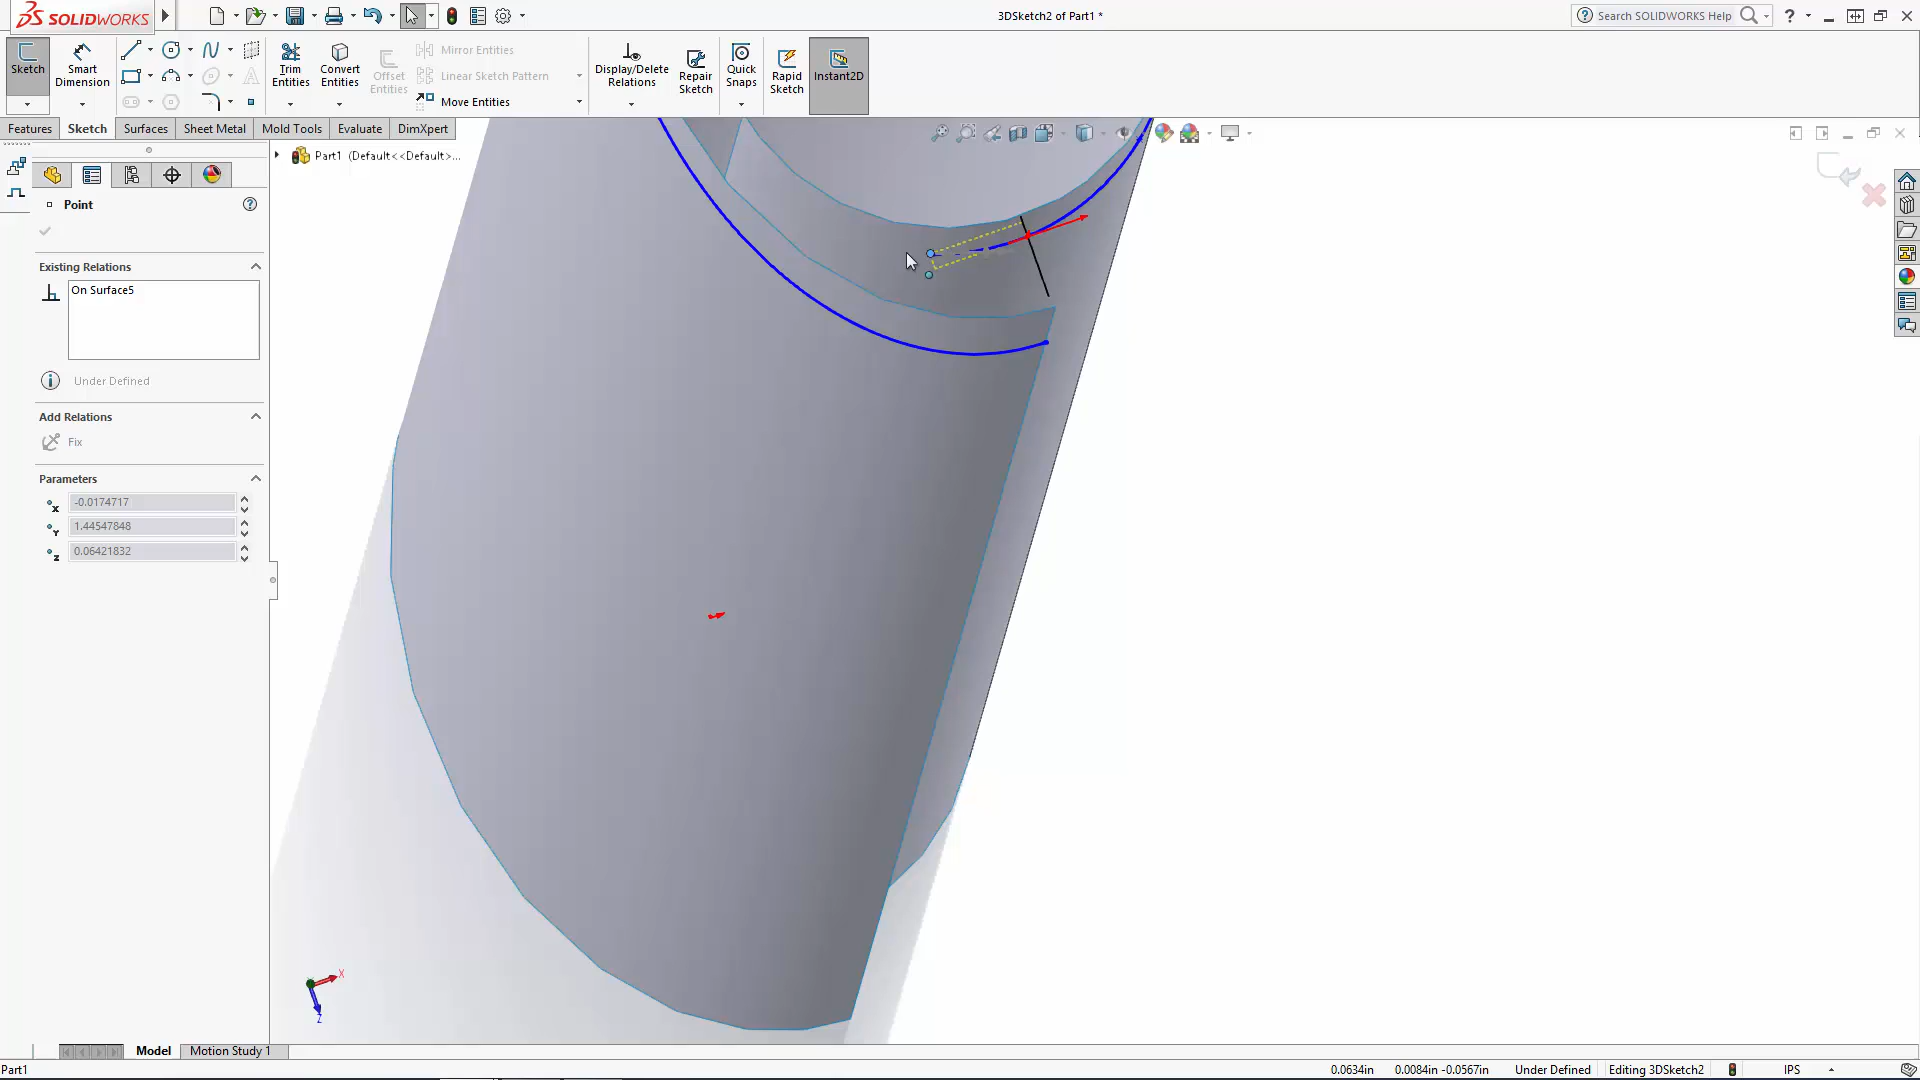 SOLIDWORKS
3DSketch2 of Part1 *
Search SOLIDWORKS Help
Sketch
Smart
Dimension
Trim
Entities
Convert
Entities
Offset
Entities
Mirror Entities
Linear Sketch Pattern
Move Entities
Display/Delete
Relations
Repair
Sketch
Quick
Snaps
Rapid
Sketch
Instant2D
Features
Sketch
Surfaces
Sheet Metal
Mold Tools
Evaluate
DimXpert
Part1 (Default<<Default>...
Point
Existing Relations
On Surface5
Under Defined
Add Relations
Fix
Parameters
X
-0.0174717
Y
1.44547848
Z
0.06421832
X
Z
Model
Motion Study 1
Part1
0.0634in
0.0084in -0.0567in
Under Defined
Editing 3DSketch2
IPS